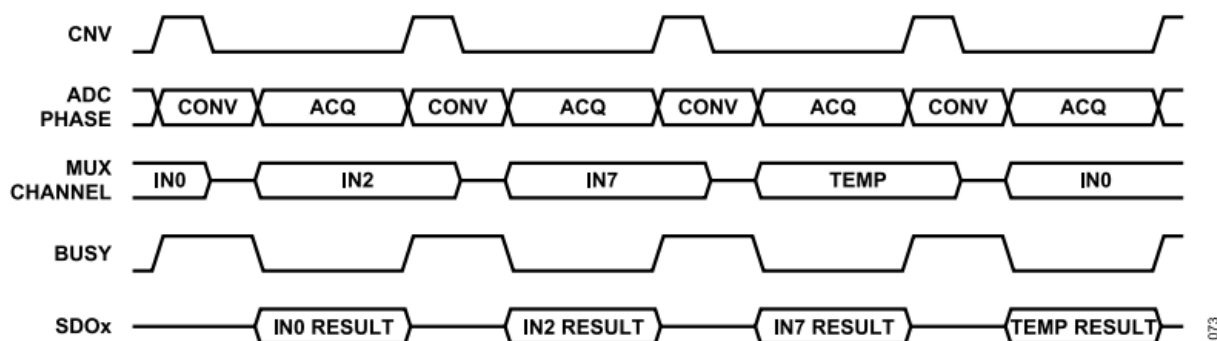 CNV
ADC PHASE CONV ACQ CONV ACQ CONV ACQ CONV ACQ
MUX CHANNEL IN0 IN2 IN7 TEMP IN0
BUSY
SDOx IN0 RESULT IN2 RESULT IN7 RESULT TEMP RESULT
073